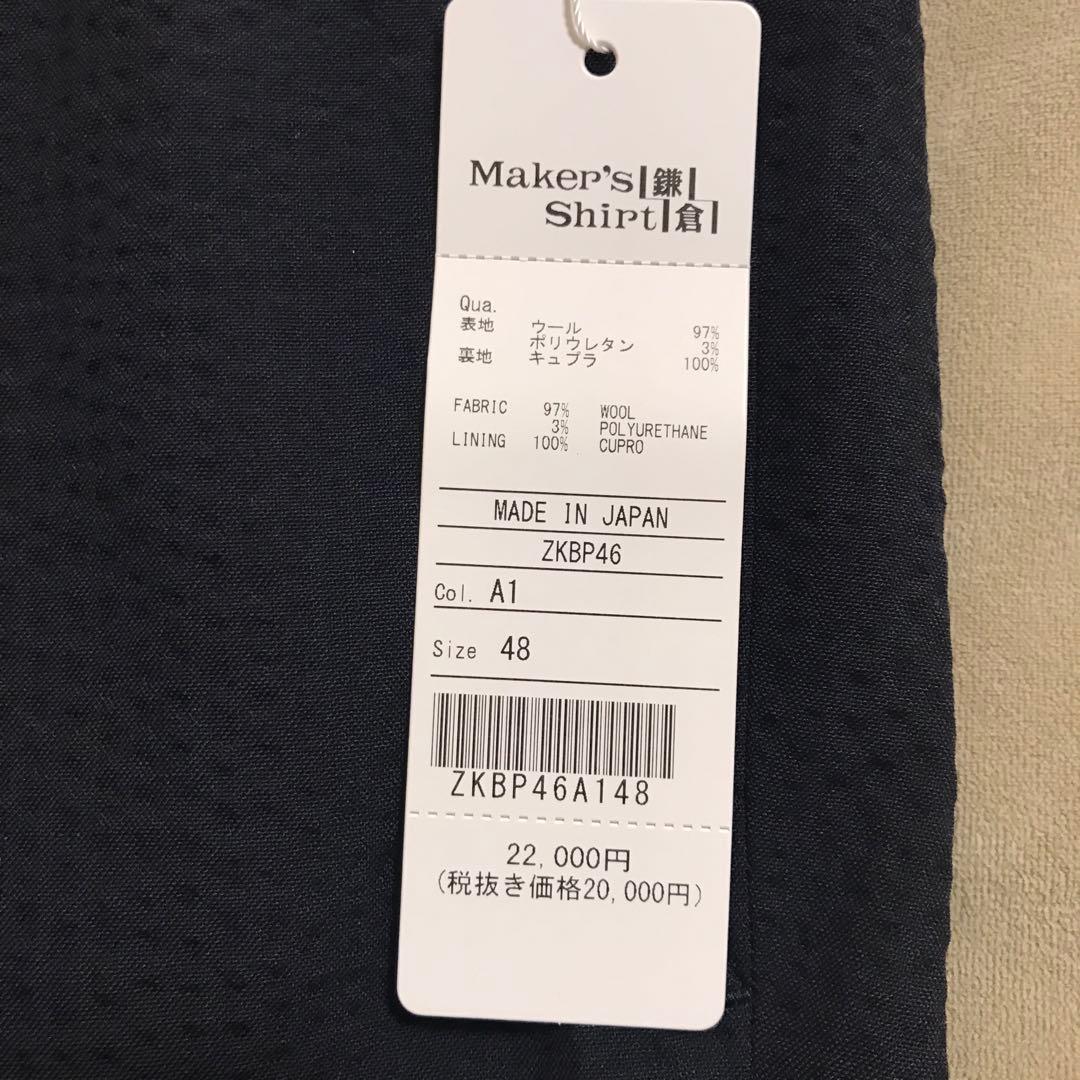 Maker's 鎌
Shirt 倉
Qua.
表地 ウール 97%
ポリウレタン 3%
裏地 キュプラ 100%
FABRIC 97% WOOL
3% POLYURETHANE
LINING 100% CUPRO
MADE IN JAPAN
ZKBP46
Col. A1
Size 48
ZKBP46A148
22,000円
(税抜き価格20,000円)